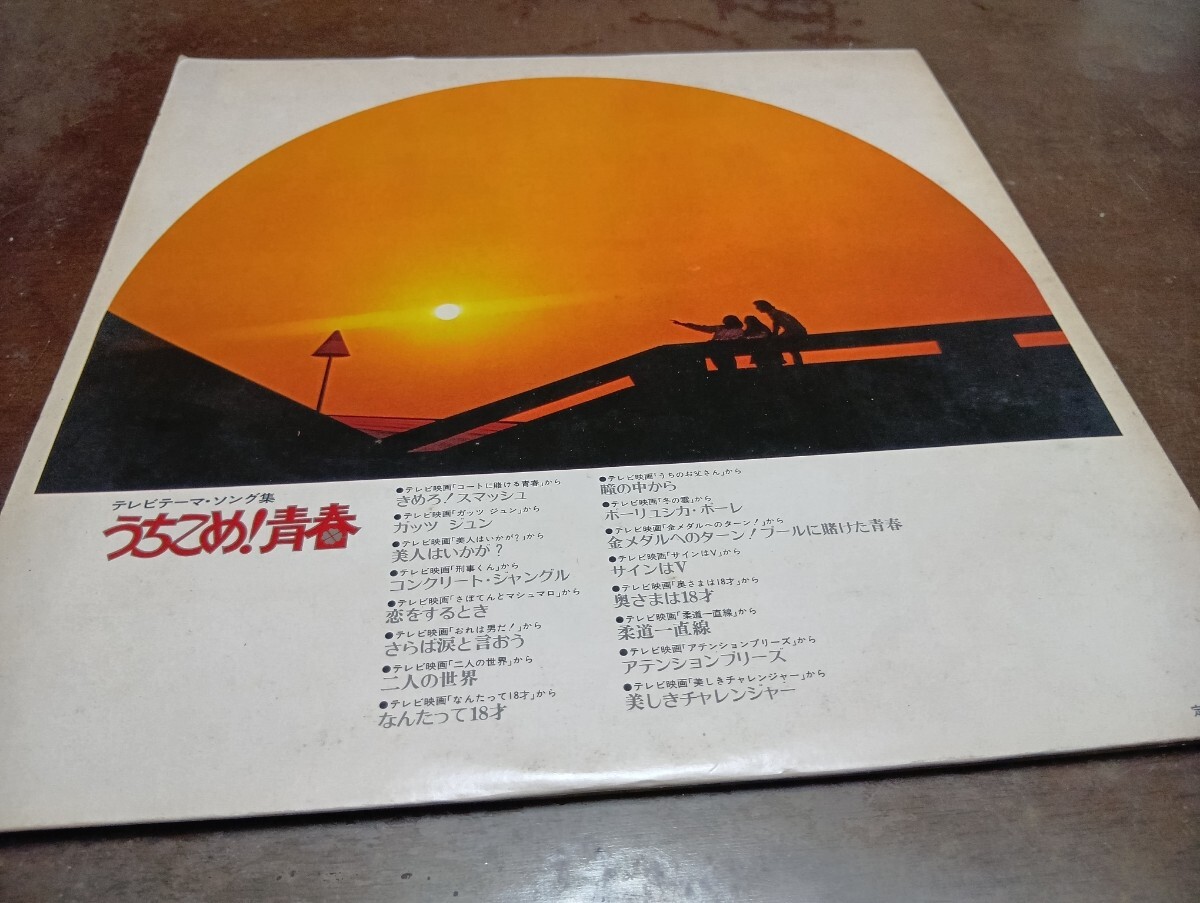 テレビテーマ・ソング集
うちこめ!青春
●テレビ映画「コートに賭ける青春」から
きめろ!スマッシュ
●テレビ映画「ガッツ ジュン」から
ガッツ ジュン
●テレビ映画「美人はいかが?」から
美人はいかが?
●テレビ映画「刑事くん」から
コンクリート・ジャングル
●テレビ映画「さぼてんとマシュマロ」から
恋をするとき
●テレビ映画「おれは男だ!」から
さらば涙と言おう
●テレビ映画「二人の世界」から
二人の世界
●テレビ映画「なんたって18才」から
なんたって18才
●テレビ映画「うちのお父さん」から
瞳の中から
●テレビ映画「冬の雲」から
ポーリュシカ・ポーレ
●テレビ映画「金メダルへのターン!」から
金メダルへのターン!プールに賭けた青春
●テレビ映画「サインはV」から
サインはV
●テレビ映画「奥さまは18才」から
奥さまは18才
●テレビ映画「柔道一直線」から
柔道一直線
●テレビ映画「アテンションプリーズ」から
アテンションプリーズ
●テレビ映画「美しきチャレンジャー」から
美しきチャレンジャー